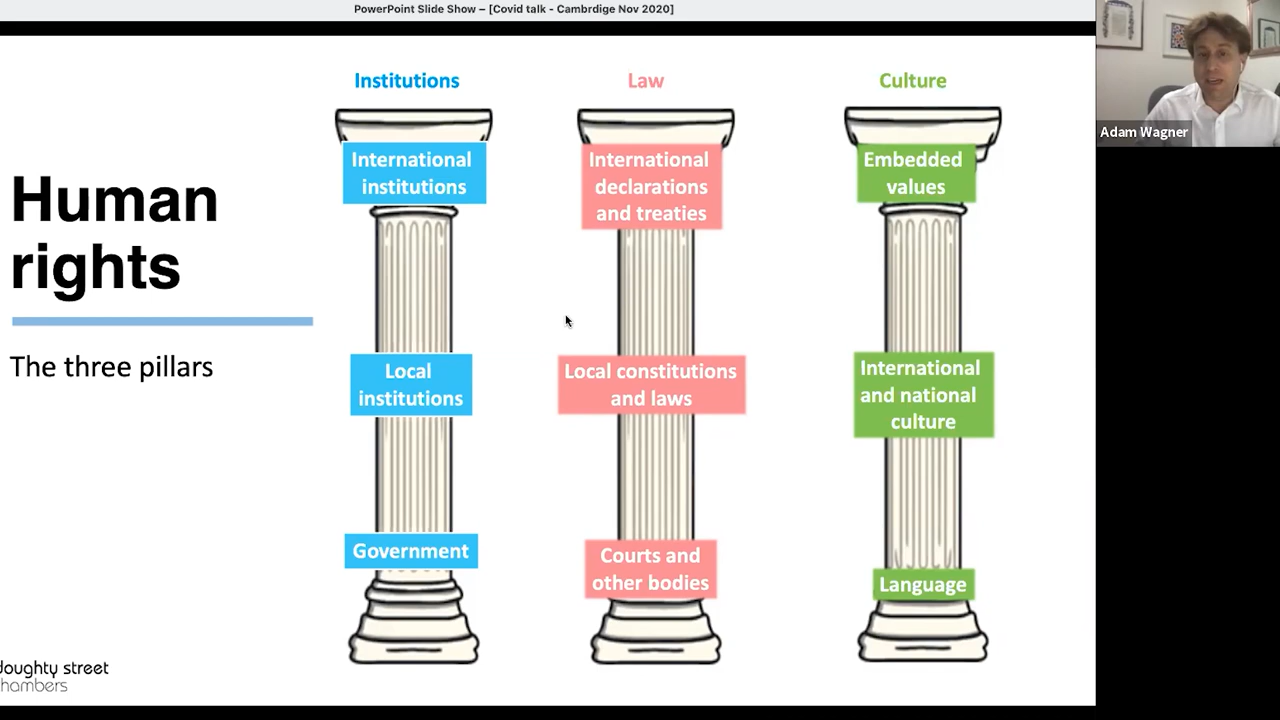 PowerPoint Slide Show – [Covid talk - Cambrdige Nov 2020]
Adam Wagner
Human
rights
The three pillars
Institutions
International
institutions
Local
institutions
Government
Law
International
declarations
and treaties
Local constitutions
and laws
Courts and
other bodies
Culture
Embedded
values
International
and national
culture
Language
doughty street
chambers